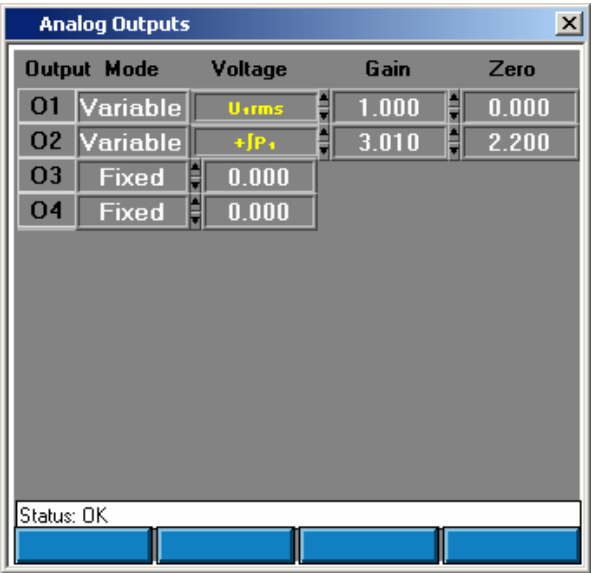 Analog Outputs
Output Mode Voltage Gain Zero
O1 Variable U₁rms 1.000 0.000
O2 Variable +∫P₁ 3.010 2.200
O3 Fixed 0.000
O4 Fixed 0.000
Status: OK